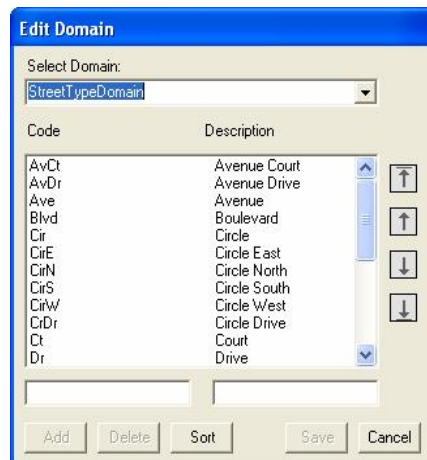 Edit Domain
Select Domain:
StreetTypeDomain
Code Description
AvCt Avenue Court
AvDr Avenue Drive
Ave Avenue
Blvd Boulevard
Cir Circle
CirE Circle East
CirN Circle North
CirS Circle South
CirW Circle West
CrDr Circle Drive
Ct Court
Dr Drive
Add Delete Sort Save Cancel